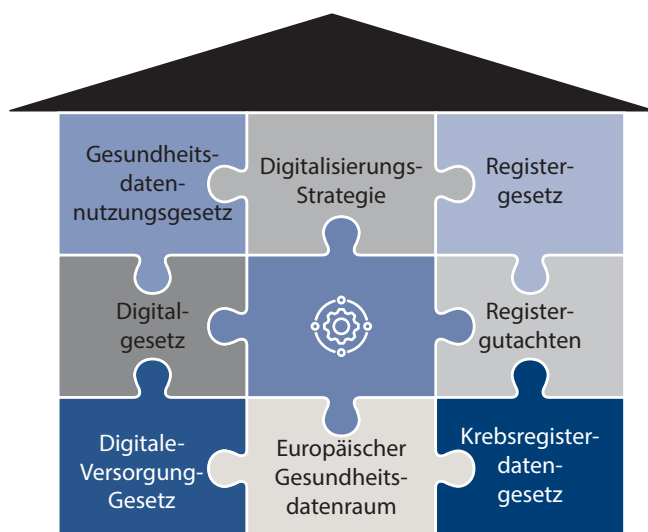 Gesundheits-
daten-
nutzungsgesetz
Digitalisierungs-
Strategie
Register-
gesetz
Digital-
gesetz
Register-
gutachten
Digitale-
Versorgung-
Gesetz
Europäischer
Gesundheits-
datenraum
Krebsregister-
daten-
gesetz